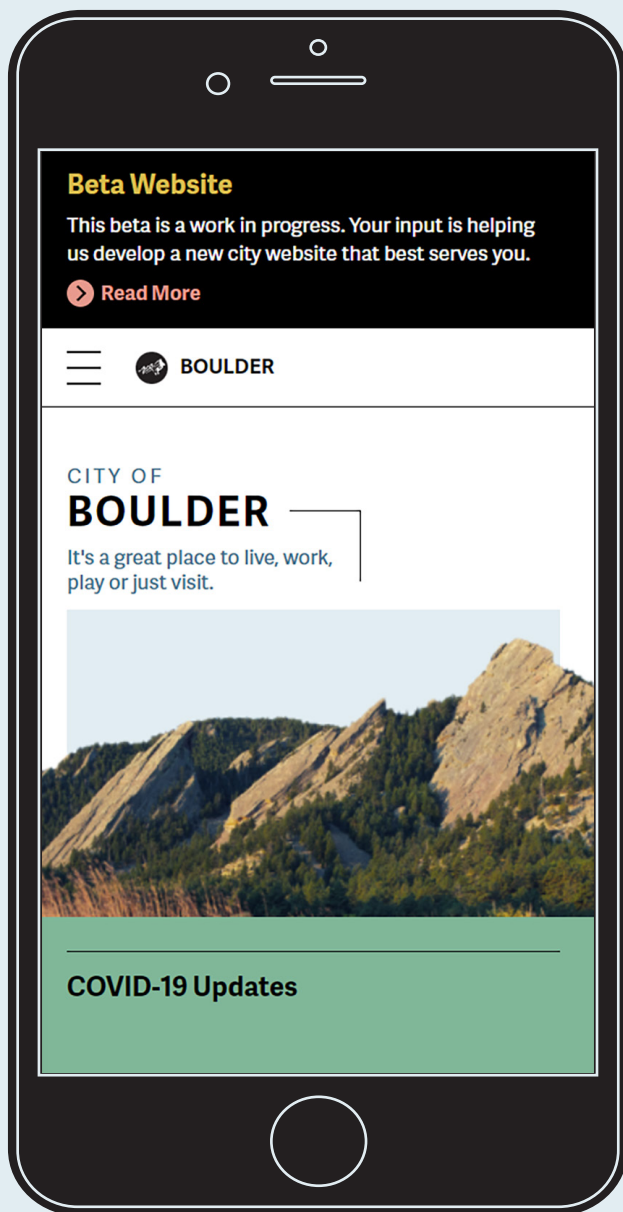 Beta Website
This beta is a work in progress. Your input is helping
us develop a new city website that best serves you.
Read More
BOULDER
CITY OF
BOULDER
It's a great place to live, work,
play or just visit.
COVID-19 Updates